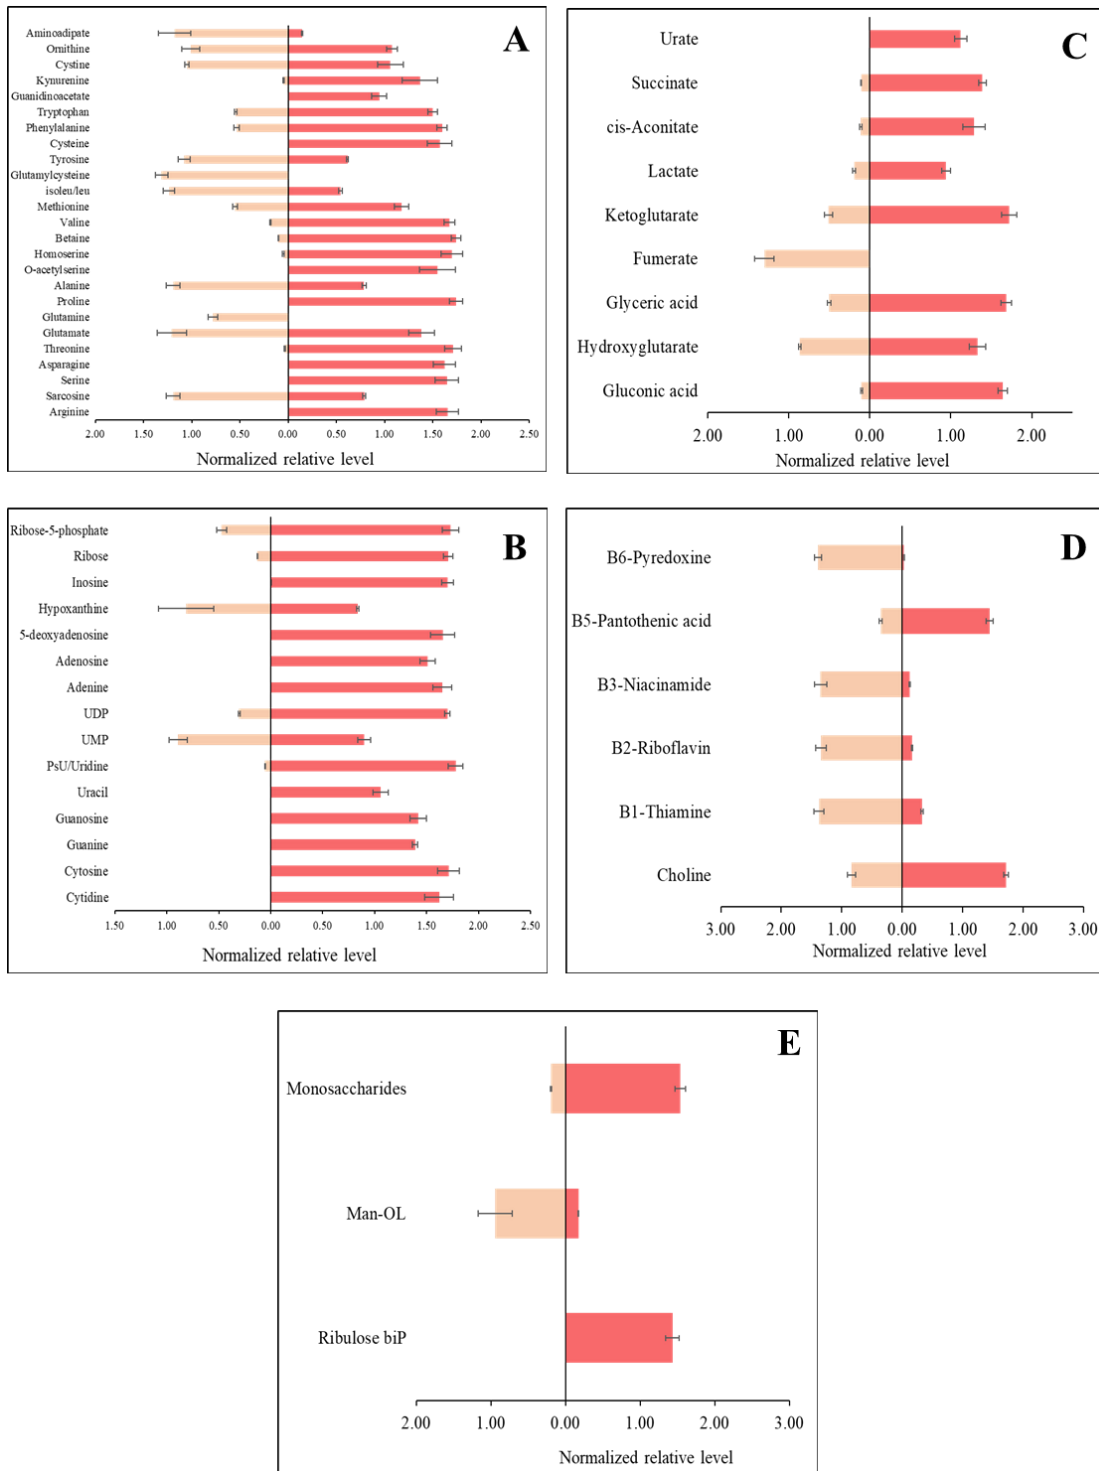 A
Aminoadipate
Ornithine
Cystine
Kynurenine
Guanidinoacetate
Tryptophan
Phenylalanine
Cysteine
Tyrosine
Glutamylcysteine
isoleu/leu
Methionine
Valine
Betaine
Homoserine
O-acetylserine
Alanine
Proline
Glutamine
Glutamate
Threonine
Asparagine
Serine
Sarcosine
Arginine
2.00 1.50 1.00 0.50 0.00 0.50 1.00 1.50 2.00 2.50
Normalized relative level
C
Urate
Succinate
cis-Aconitate
Lactate
Ketoglutarate
Fumerate
Glyceric acid
Hydroxyglutarate
Gluconic acid
2.00 1.00 0.00 1.00 2.00
Normalized relative level
B
Ribose-5-phosphate
Ribose
Inosine
Hypoxanthine
5-deoxyadenosine
Adenosine
Adenine
UDP
UMP
PsU/Uridine
Uracil
Guanosine
Guanine
Cytosine
Cytidine
1.50 1.00 0.50 0.00 0.50 1.00 1.50 2.00 2.50
Normalized relative level
D
B6-Pyredoxine
B5-Pantothenic acid
B3-Niacinamide
B2-Riboflavin
B1-Thiamine
Choline
3.00 2.00 1.00 0.00 1.00 2.00 3.00
Normalized relative level
E
Monosaccharides
Man-OL
Ribulose biP
2.00 1.00 0.00 1.00 2.00 3.00
Normalized relative level